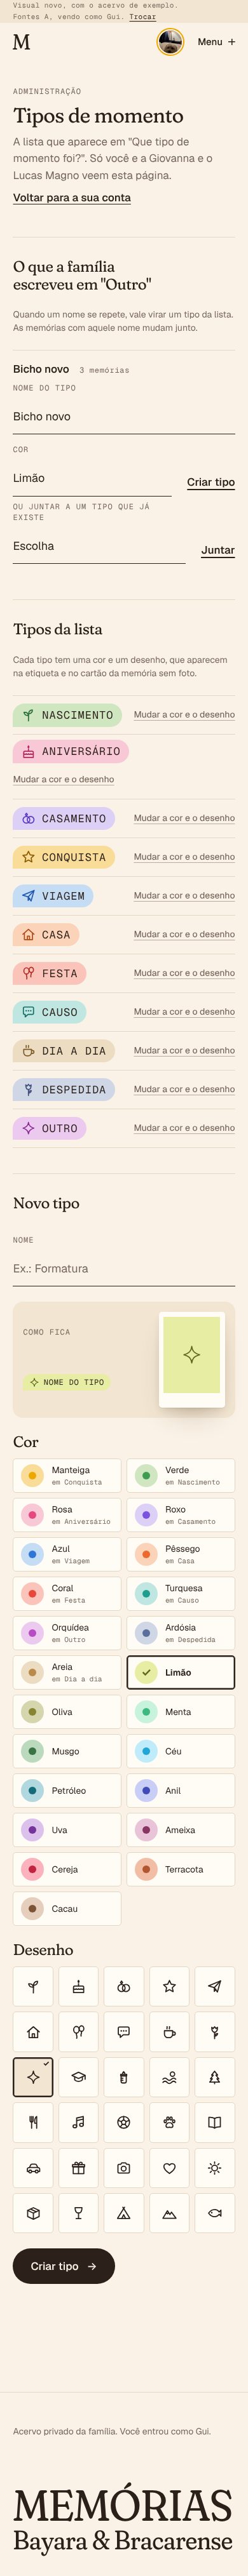 Visual novo, com o acervo de exemplo.
Fontes A, vendo como Gui. Trocar
M
Menu +
ADMINISTRAÇÃO
Tipos de momento
A lista que aparece em "Que tipo de
momento foi?". Só você e a Giovanna e o
Lucas Magno veem esta página.
Voltar para a sua conta
O que a família
escreveu em "Outro"
Quando um nome se repete, vale virar um tipo da lista.
As memórias com aquele nome mudam junto.
Bicho novo 3 memórias
NOME DO TIPO
Bicho novo
COR
Limão
Criar tipo
OU JUNTAR A UM TIPO QUE JÁ
EXISTE
Escolha
Juntar
Tipos da lista
Cada tipo tem uma cor e um desenho, que aparecem
na etiqueta e no cartão da memória sem foto.
NASCIMENTO Mudar a cor e o desenho
ANIVERSÁRIO
Mudar a cor e o desenho
CASAMENTO Mudar a cor e o desenho
CONQUISTA Mudar a cor e o desenho
VIAGEM Mudar a cor e o desenho
CASA Mudar a cor e o desenho
FESTA Mudar a cor e o desenho
CAUSO Mudar a cor e o desenho
DIA A DIA Mudar a cor e o desenho
DESPEDIDA Mudar a cor e o desenho
OUTRO Mudar a cor e o desenho
Novo tipo
NOME
Ex.: Formatura
COMO FICA
NOME DO TIPO
Cor
Manteiga
em Conquista
Verde
em Nascimento
Rosa
em Aniversário
Roxo
em Casamento
Azul
em Viagem
Pêssego
em Casa
Coral
em Festa
Turquesa
em Causo
Orquídea
em Outro
Ardósia
em Despedida
Areia
em Dia a dia
Limão
Oliva
Menta
Musgo
Céu
Petróleo
Anil
Uva
Ameixa
Cereja
Terracota
Cacau
Desenho
Criar tipo →
Acervo privado da família. Você entrou como Gui.
MEMÓRIAS
Bayara & Bracarense